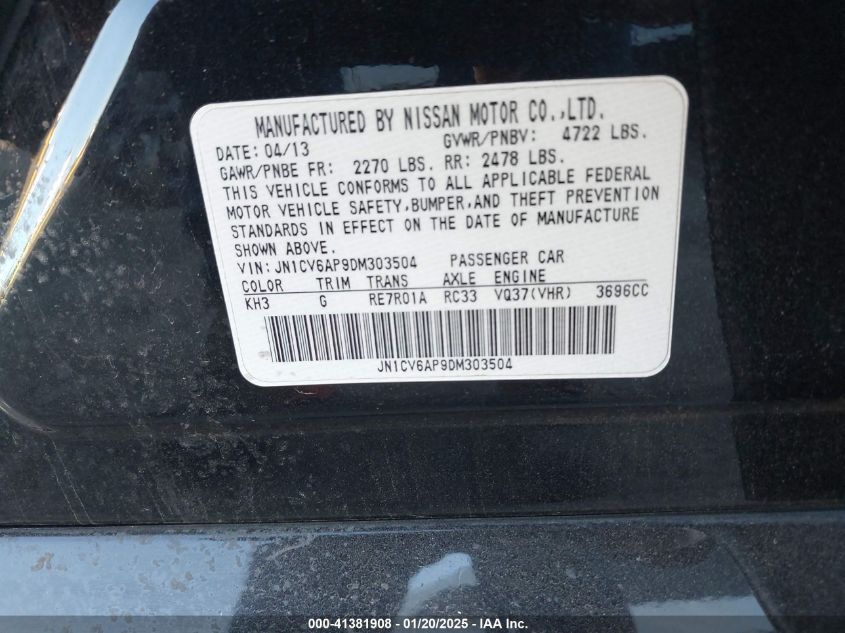 MANUFACTURED BY NISSAN MOTOR CO.,LTD.
DATE: 04/13 GVWR/PNBV: 4722 LBS.
GAWR/PNBE FR: 2270 LBS. RR: 2478 LBS.
THIS VEHICLE CONFORMS TO ALL APPLICABLE FEDERAL
MOTOR VEHICLE SAFETY,BUMPER,AND THEFT PREVENTION
STANDARDS IN EFFECT ON THE DATE OF MANUFACTURE
SHOWN ABOVE.
VIN: JN1CV6AP9DM303504 PASSENGER CAR
COLOR TRIM TRANS AXLE ENGINE
KH3 G RE7R01A RC33 VQ37(VHR) 3696CC
JN1CV6AP9DM303504
000-41381908 - 01/20/2025 - IAA Inc.